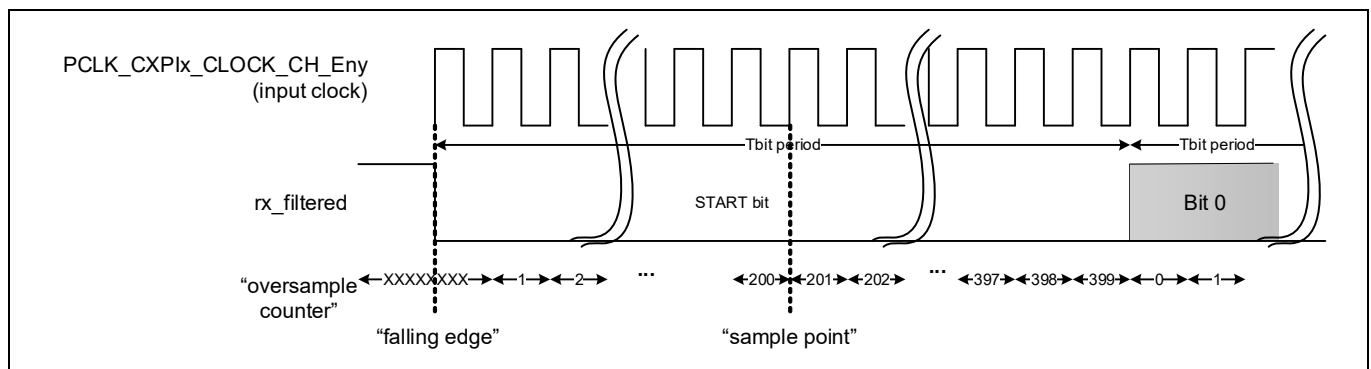 PCLK_CXPIx_CLOCK_CH_Eny
(input clock)
Tbit period
Tbit period
rx_filtered
START bit
Bit 0
“oversample
counter”
XXXXXXXX 1 2 ... 200 201 202 ... 397 398 399 0 1
“falling edge”
“sample point”